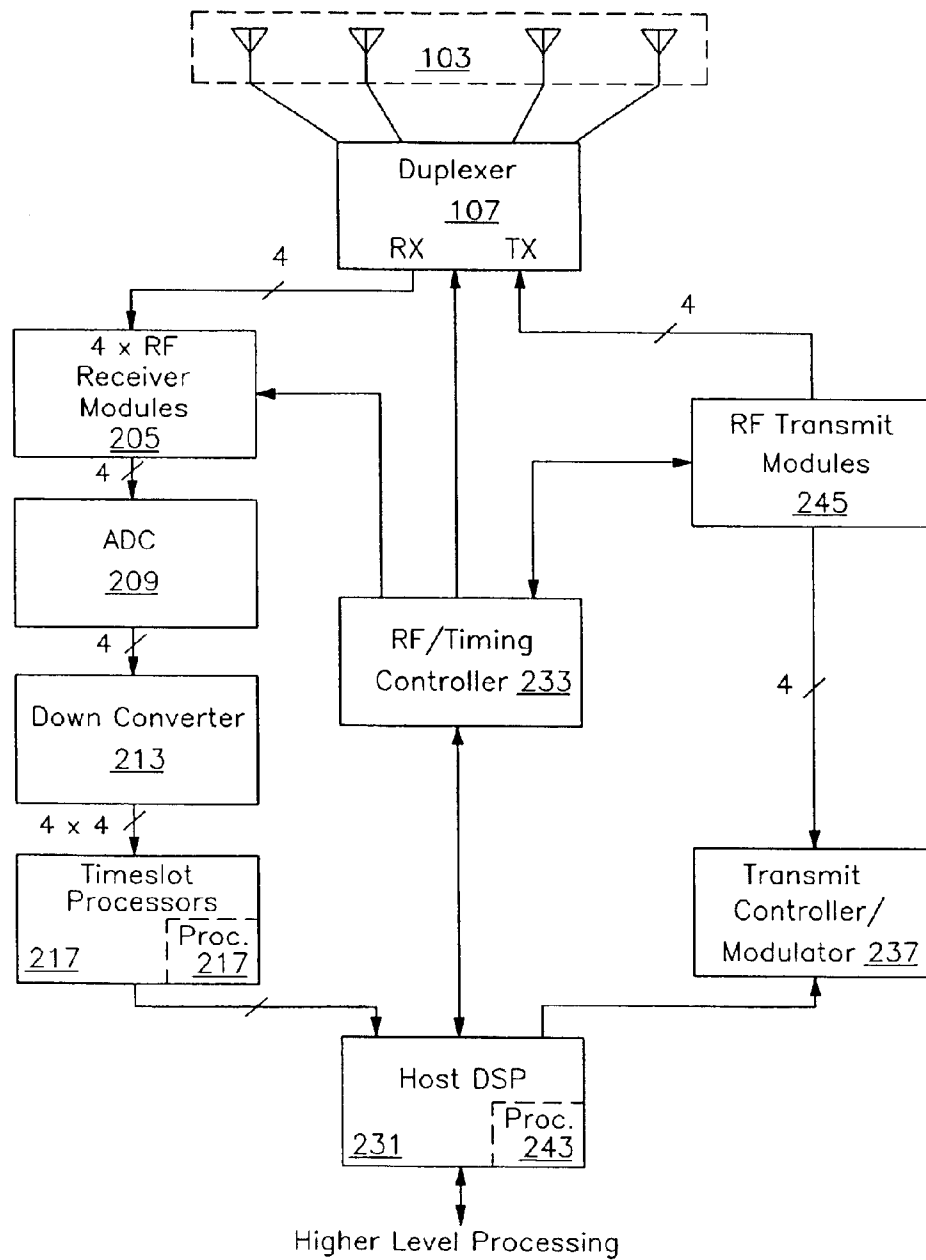 103
Duplexer
107
RX TX
4
4
4 x RF
Receiver
Modules
205
4
RF Transmit
Modules
245
ADC
209
4
RF/Timing
Controller 233
4
Down Converter
213
4 x 4
Timeslot
Processors
Proc.
217 217
Transmit
Controller/
Modulator 237
Host DSP
Proc.
231 243
Higher Level Processing